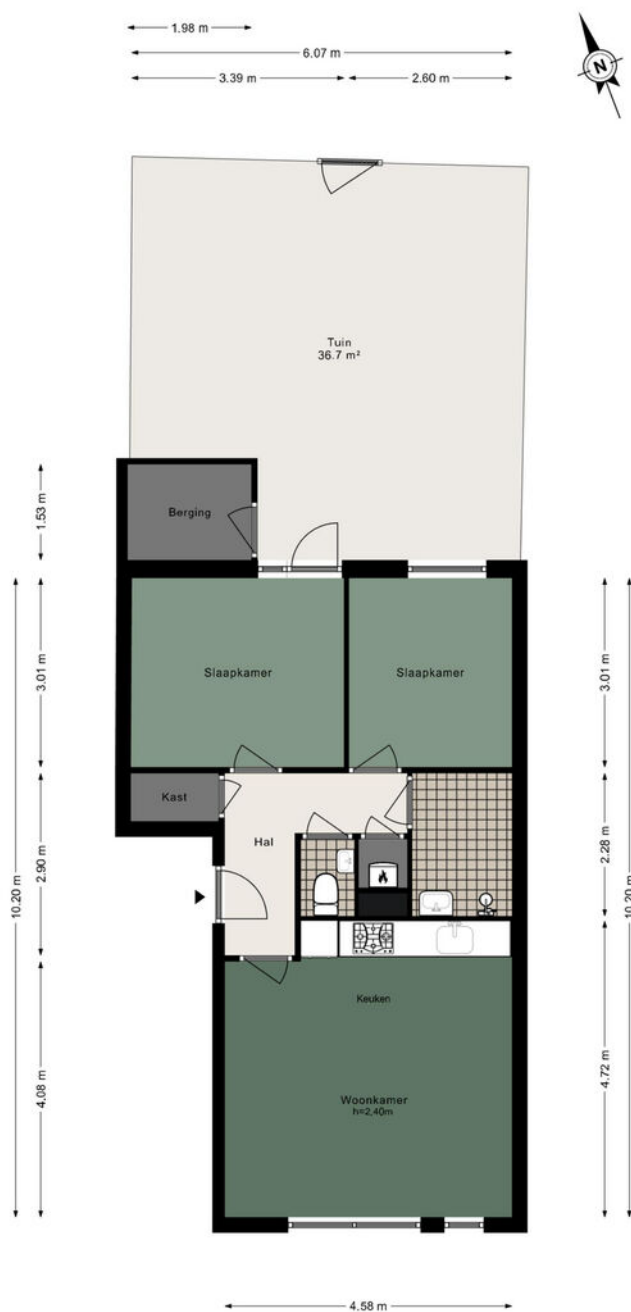 1.98 m
6.07 m
3.39 m
2.60 m
N
Tuin
36.7 m²
1.53 m
Berging
10.20 m
3.01 m
Slaapkamer
Slaapkamer
3.01 m
10.20 m
2.90 m
Kast
Hal
2.28 m
4.08 m
Keuken
Woonkamer
h=2,40m
4.72 m
4.58 m